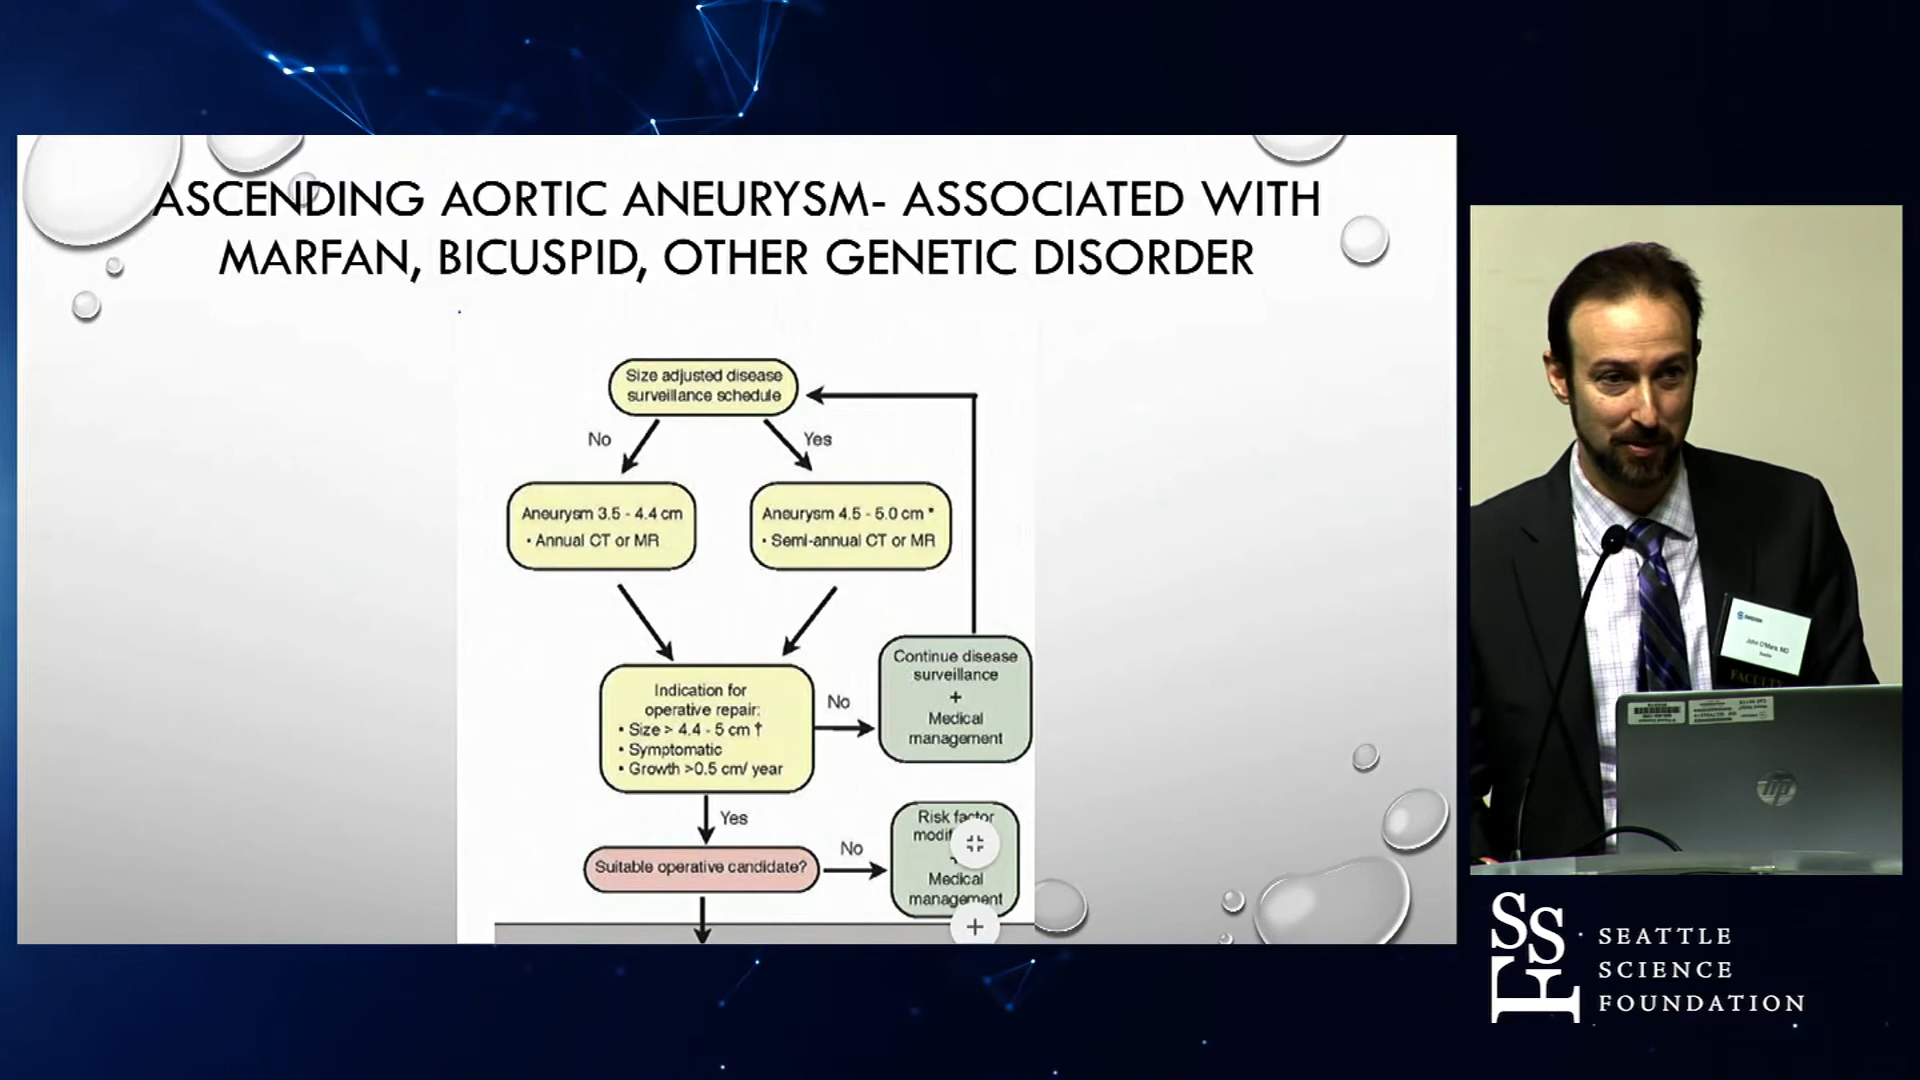 ASCENDING AORTIC ANEURYSM- ASSOCIATED WITH
MARFAN, BICUSPID, OTHER GENETIC DISORDER
Size adjusted disease
surveillance schedule
No
Yes
Aneurysm 3.5 - 4.4 cm
• Annual CT or MR
Aneurysm 4.5 - 5.0 cm *
• Semi-annual CT or MR
Indication for
operative repair:
• Size > 4.4 - 5 cm †
• Symptomatic
• Growth >0.5 cm/ year
No
Continue disease
surveillance
+
Medical
management
Yes
Suitable operative candidate?
No
Risk factor
Medical
management
FACULTY
hp
SSF
SEATTLE
SCIENCE
FOUNDATION